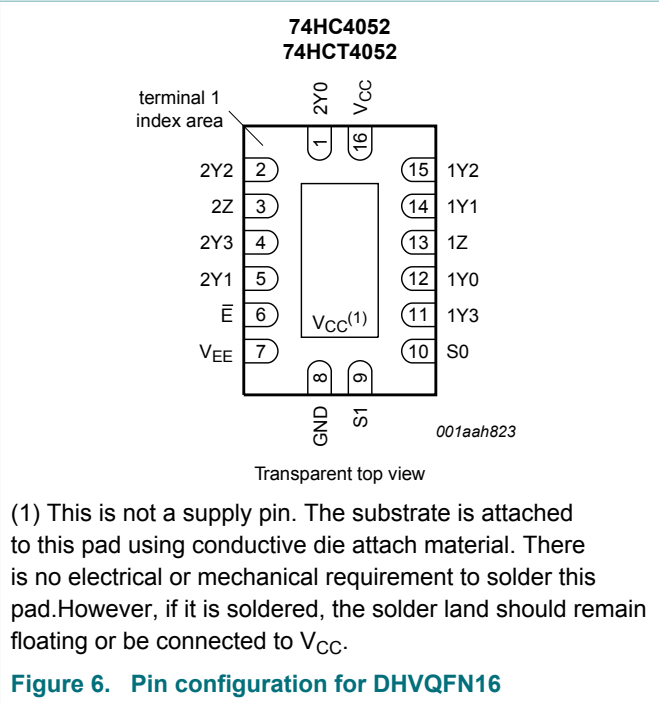 74HC4052
74HCT4052
terminal 1
index area
2Y0
VCC
1
16
2Y2
2
15
1Y2
2Z
3
14
1Y1
2Y3
4
13
1Z
2Y1
5
12
1Y0
E̅
6
11
1Y3
VCC(1)
VEE
7
10
S0
8
9
GND
S1
001aah823
Transparent top view
(1) This is not a supply pin. The substrate is attached
to this pad using conductive die attach material. There
is no electrical or mechanical requirement to solder this
pad.However, if it is soldered, the solder land should remain
floating or be connected to VCC.
Figure 6. Pin configuration for DHVQFN16